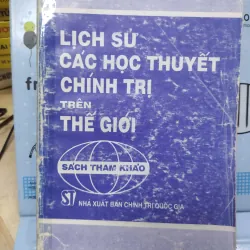 LỊCH SỬ
CÁC HỌC THUYẾT
CHÍNH TRỊ
TRÊN
THẾ GIỚI
SÁCH THAM KHẢO
ST NHÀ XUẤT BẢN CHÍNH TRỊ QUỐC GIA